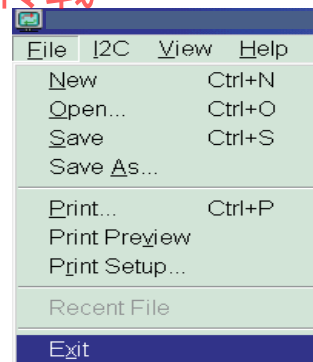 File I2C View Help
New Ctrl+N
Open... Ctrl+O
Save Ctrl+S
Save As...
Print... Ctrl+P
Print Preview
Print Setup...
Recent File
Exit